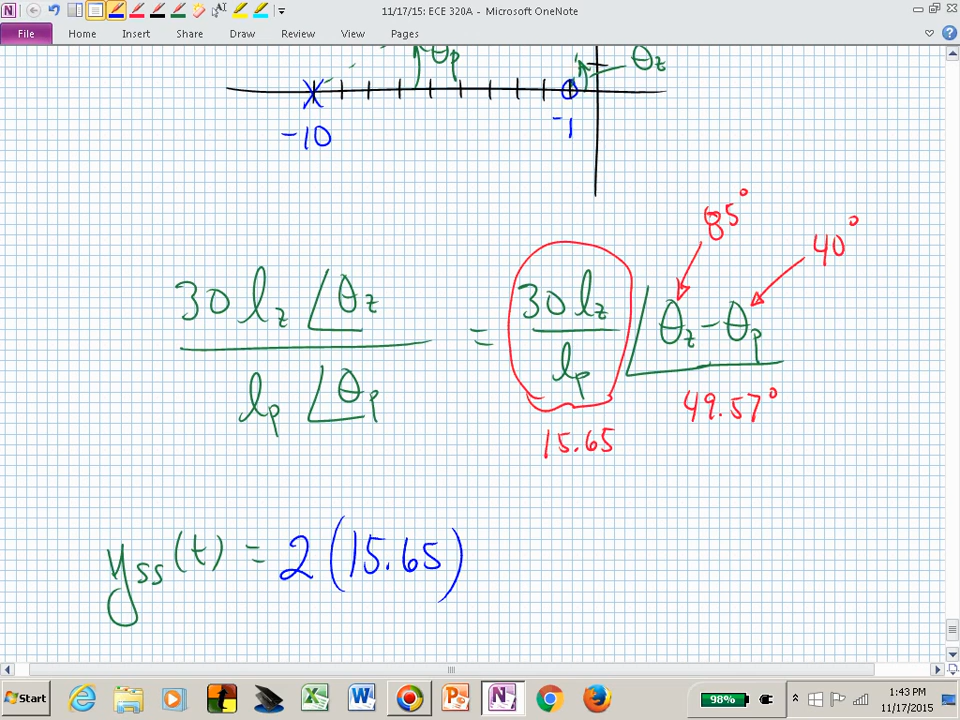 11/17/15: ECE 320A - Microsoft OneNote
File Home Insert Share Draw Review View Pages
θp θz
-10 -1
85° 40°
30 lz ∠θz / lp ∠θp = 30 lz / lp ∠θz - θp
15.65 49.57°
yss(t) = 2(15.65)
Start 98% 1:43 PM
11/17/2015